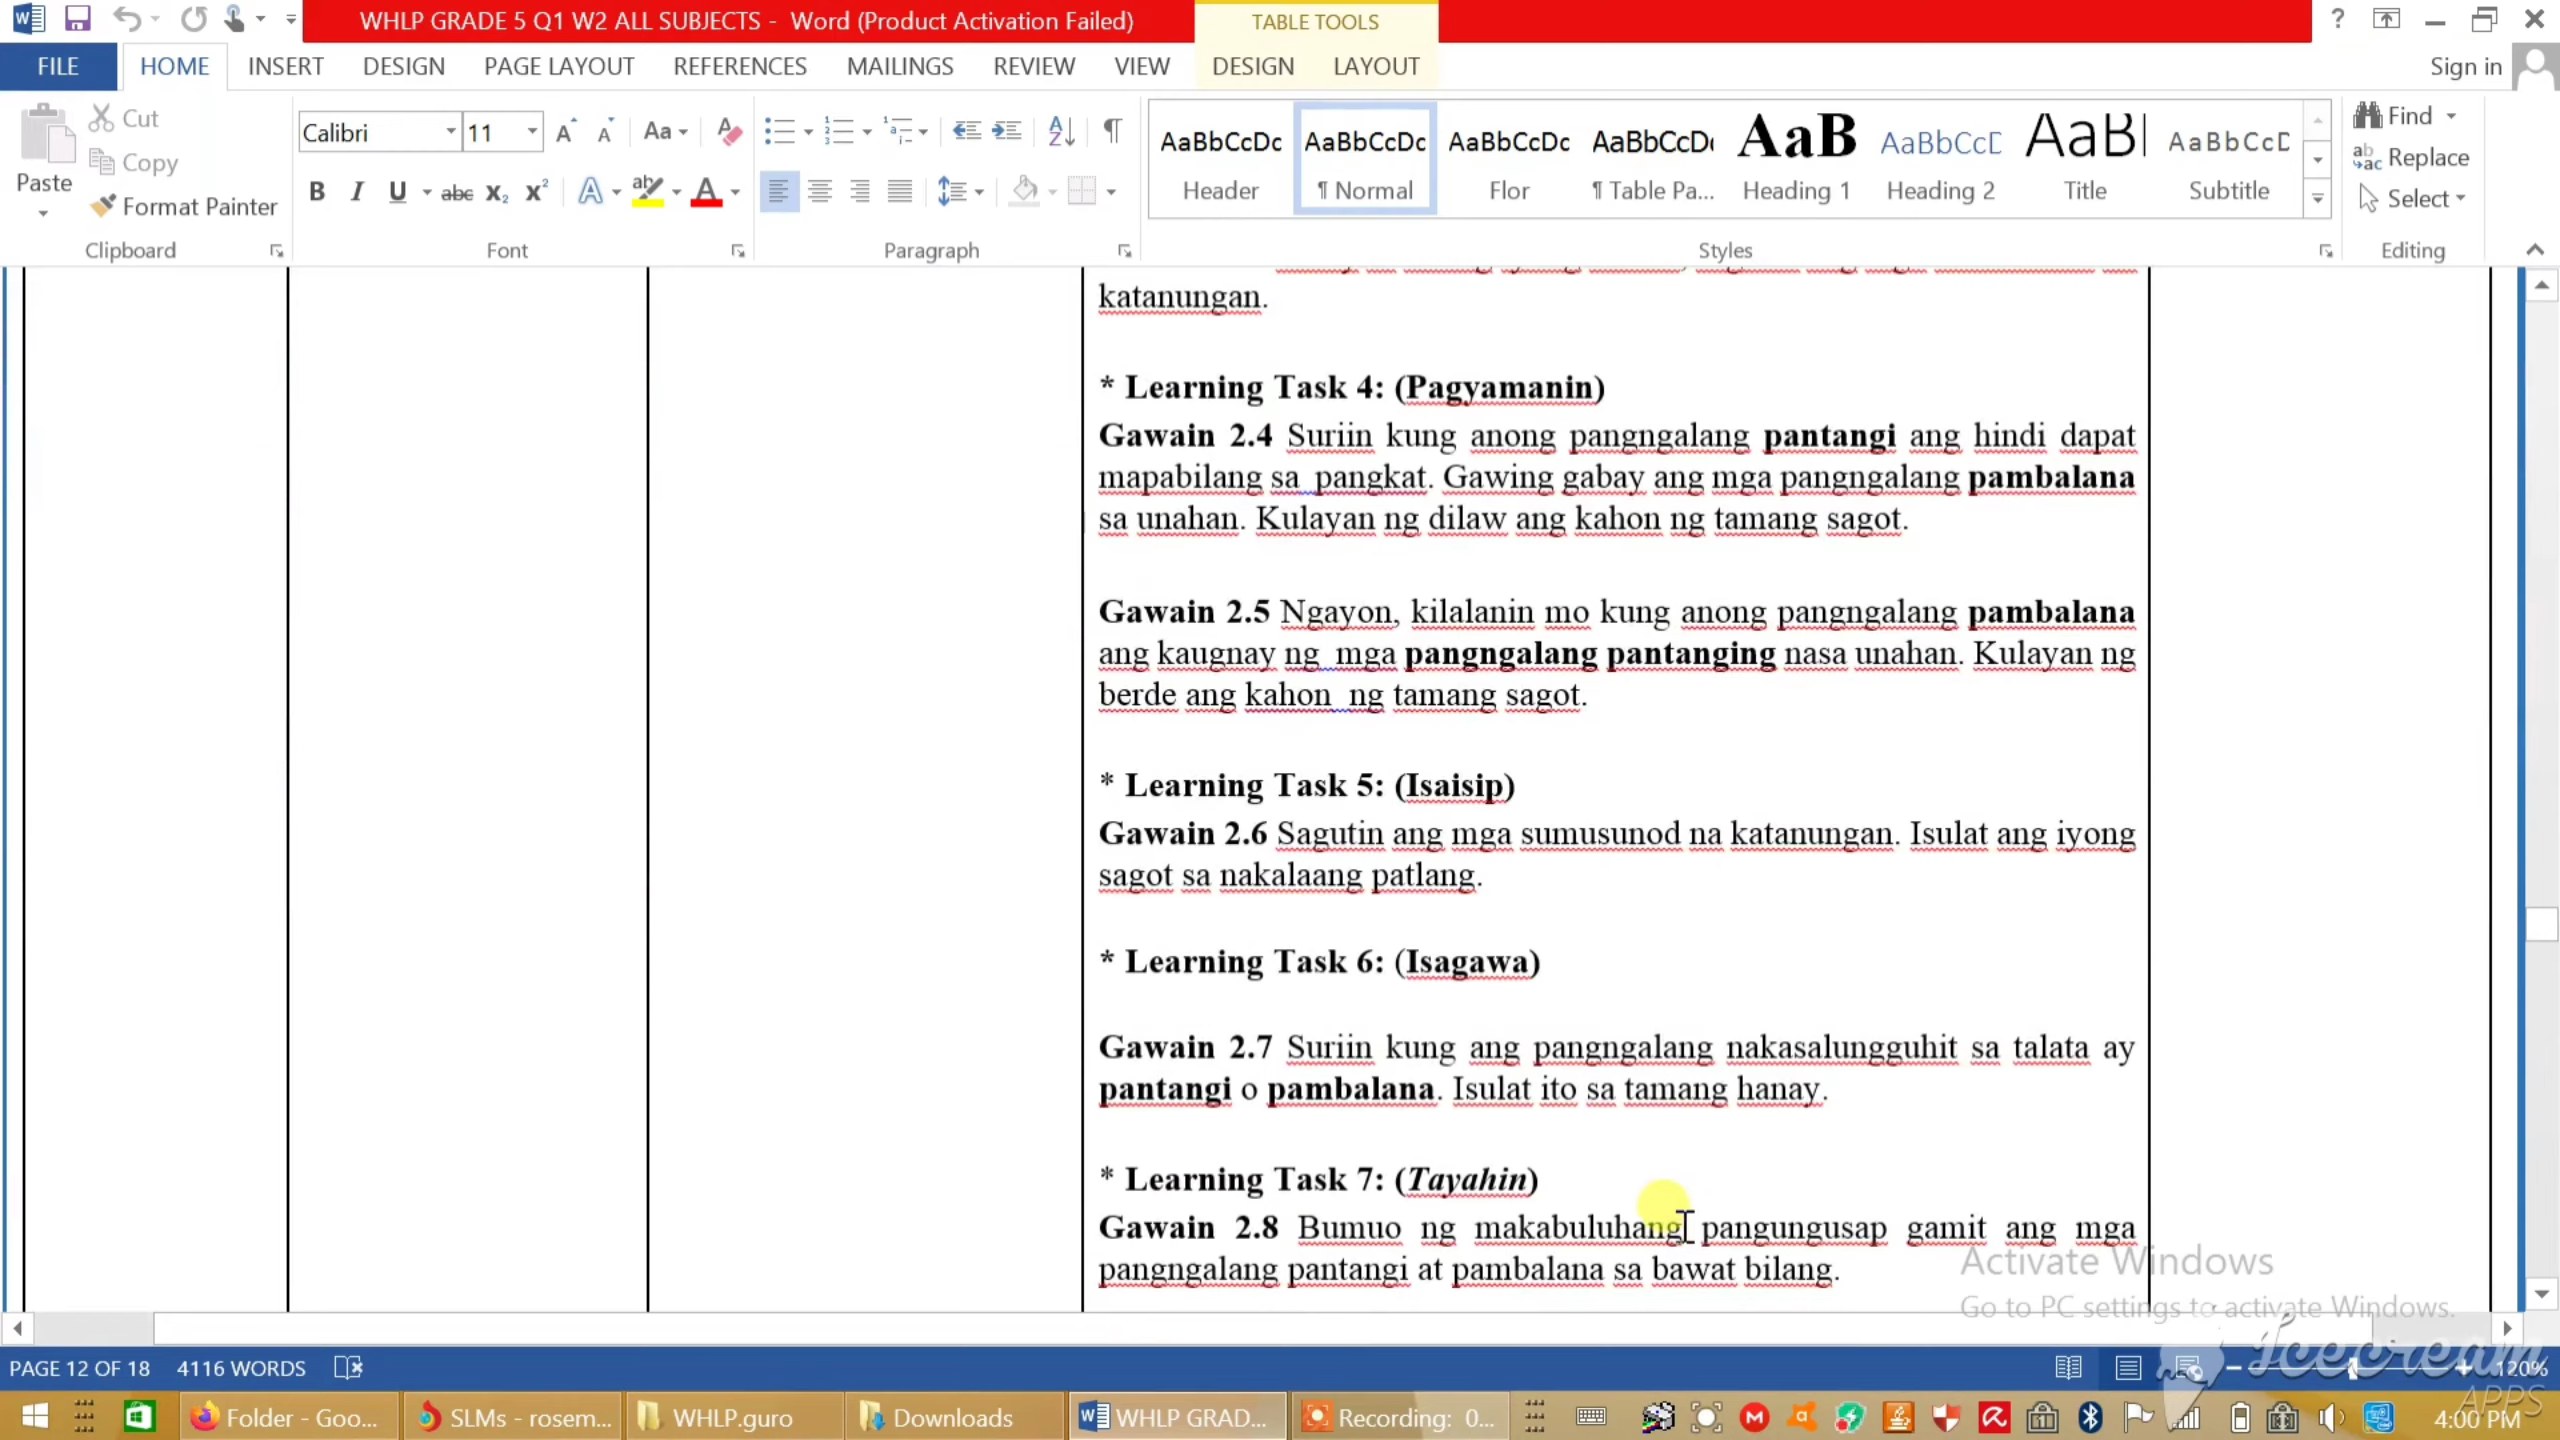 WHLP GRADE 5 Q1 W2 ALL SUBJECTS - Word (Product Activation Failed)
TABLE TOOLS
FILE HOME INSERT DESIGN PAGE LAYOUT REFERENCES MAILINGS REVIEW VIEW DESIGN LAYOUT Sign in
Paste Cut Copy Format Painter
Calibri 11
AaBbCcDc AaBbCcDc AaBbCcDc AaBbCcD AaB AaBbCcD AaB AaBbCcD
Header ¶ Normal Flor ¶ Table Pa... Heading 1 Heading 2 Title Subtitle
Find Replace Select
Clipboard Font Paragraph Styles Editing
katanungan.
* Learning Task 4: (Pagyamanin)
Gawain 2.4 Suriin kung anong pangngalang pantangi ang hindi dapat
mapabilang sa pangkat. Gawing gabay ang mga pangngalang pambalana
sa unahan. Kulayan ng dilaw ang kahon ng tamang sagot.
Gawain 2.5 Ngayon, kilalanin mo kung anong pangngalang pambalana
ang kaugnay ng mga pangngalang pantanging nasa unahan. Kulayan ng
berde ang kahon ng tamang sagot.
* Learning Task 5: (Isaisip)
Gawain 2.6 Sagutin ang mga sumusunod na katanungan. Isulat ang iyong
sagot sa nakalaang patlang.
* Learning Task 6: (Isagawa)
Gawain 2.7 Suriin kung ang pangngalang nakasalungguhit sa talata ay
pantangi o pambalana. Isulat ito sa tamang hanay.
* Learning Task 7: (Tayahin)
Gawain 2.8 Bumuo ng makabuluhang pangungusap gamit ang mga
pangngalang pantangi at pambalana sa bawat bilang.
Activate Windows
Go to PC settings to activate Windows.
Icecream
APPS
PAGE 12 OF 18 4116 WORDS 120%
Folder - Goo... SLMs - rosem... WHLP.guro Downloads WHLP GRAD... Recording: 0... 4:00 PM